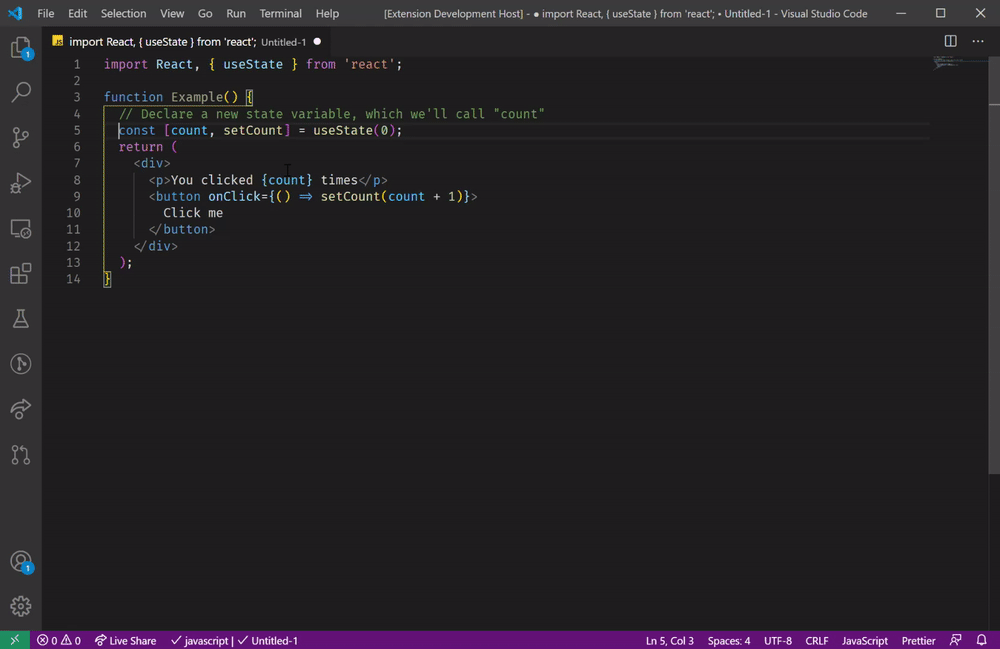 File Edit Selection View Go Run Terminal Help [Extension Development Host] - ● import React, { useState } from 'react'; • Untitled-1 - Visual Studio Code
JS import React, { useState } from 'react'; Untitled-1 ●
1 import React, { useState } from 'react';
2
3 function Example() {
4 // Declare a new state variable, which we'll call "count"
5 const [count, setCount] = useState(0);
6 return (
7 <div>
8 <p>You clicked {count} times</p>
9 <button onClick={() => setCount(count + 1)}>
10 Click me
11 </button>
12 </div>
13 );
14 }
1
1
0 0 Live Share javascript | Untitled-1 Ln 5, Col 3 Spaces: 4 UTF-8 CRLF JavaScript Prettier